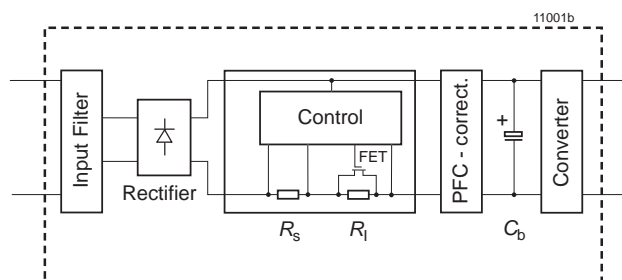 11001b
Input Filter
Rectifier
Control
FET
Rs
Rl
PFC - correct.
+
Cb
Converter